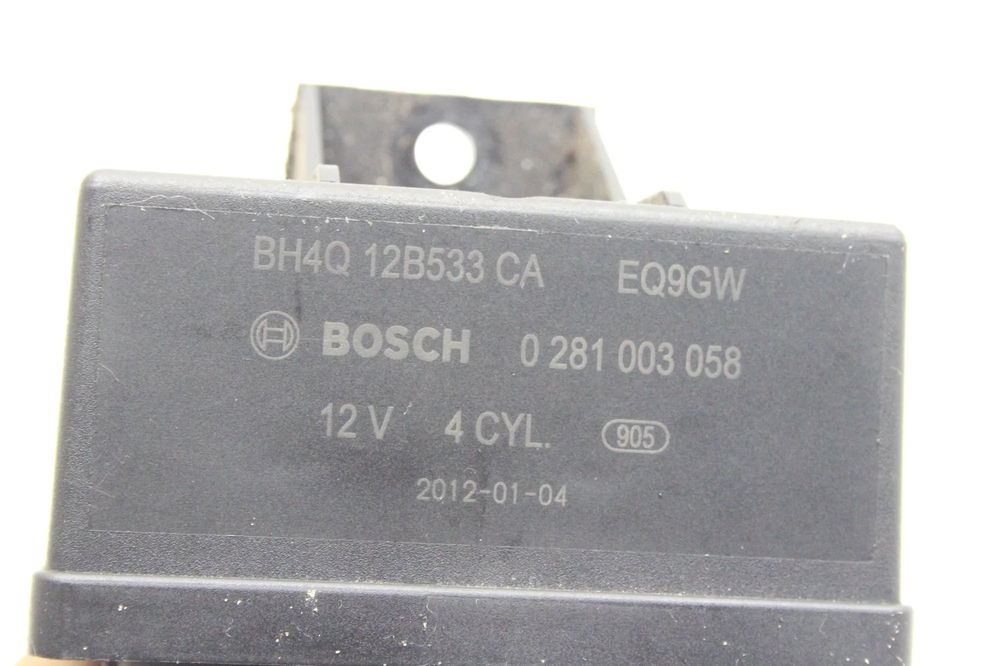 BH4Q 12B533 CA EQ9GW
BOSCH 0 281 003 058
12 V 4 CYL. 905
2012-01-04